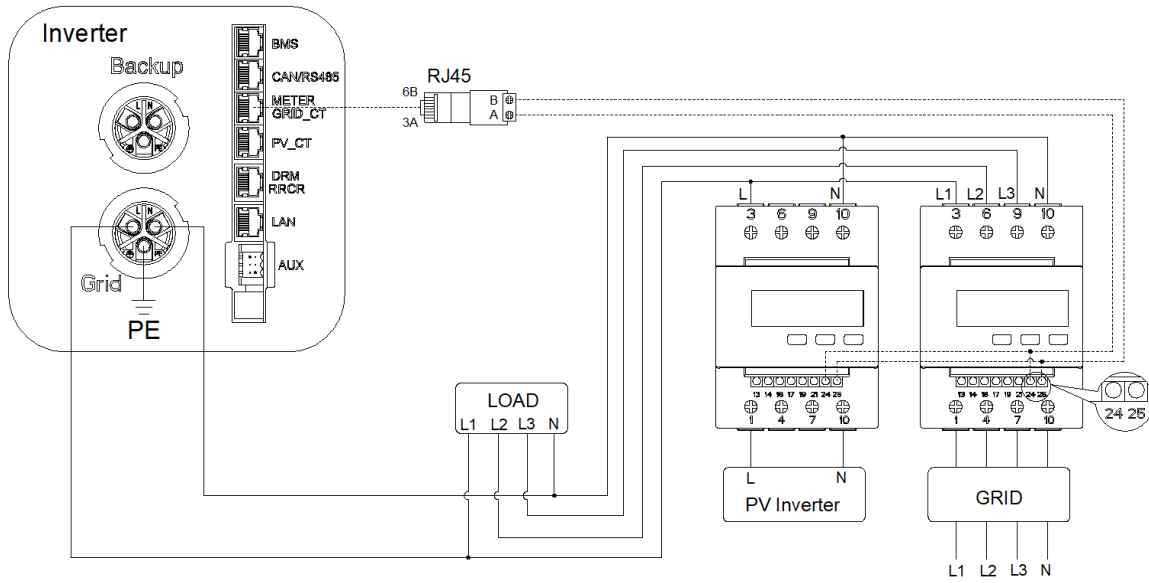 Inverter
Backup
L N
PE
BMS
CAN/RS485
METER
GRID_CT
PV_CT
DRM
RRCR
LAN
AUX
L N
PE
Grid
PE
RJ45
6B
3A
B
A
L N
3 6 9 10
L1 L2 L3 N
3 6 9 10
13 14 16 17 19 21 24 25
1 4 7 10
13 14 16 17 19 21 24 25
1 4 7 10
24 25
LOAD
L1 L2 L3 N
L N
PV Inverter
GRID
L1 L2 L3 N